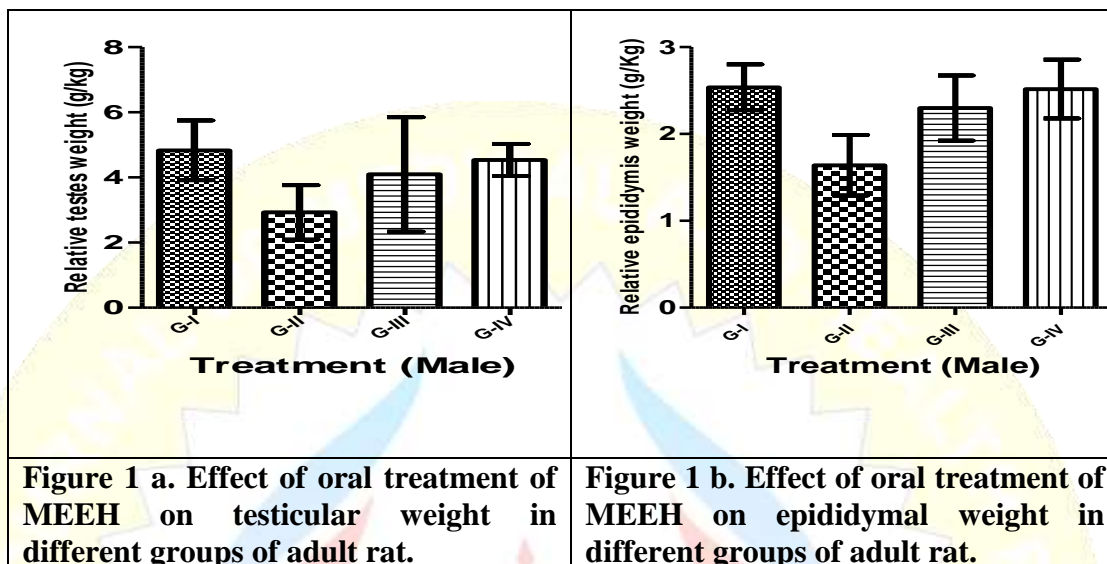 8
6
4
2
0
Relative testes weight (g/kg)
G-I
G-II
G-III
G-IV
Treatment (Male)
3
2
1
0
Relative epididymis weight (g/Kg)
G-I
G-II
G-III
G-IV
Treatment (Male)
Figure 1 a. Effect of oral treatment of
MEEH on testicular weight in
different groups of adult rat.
Figure 1 b. Effect of oral treatment of
MEEH on epididymal weight in
different groups of adult rat.